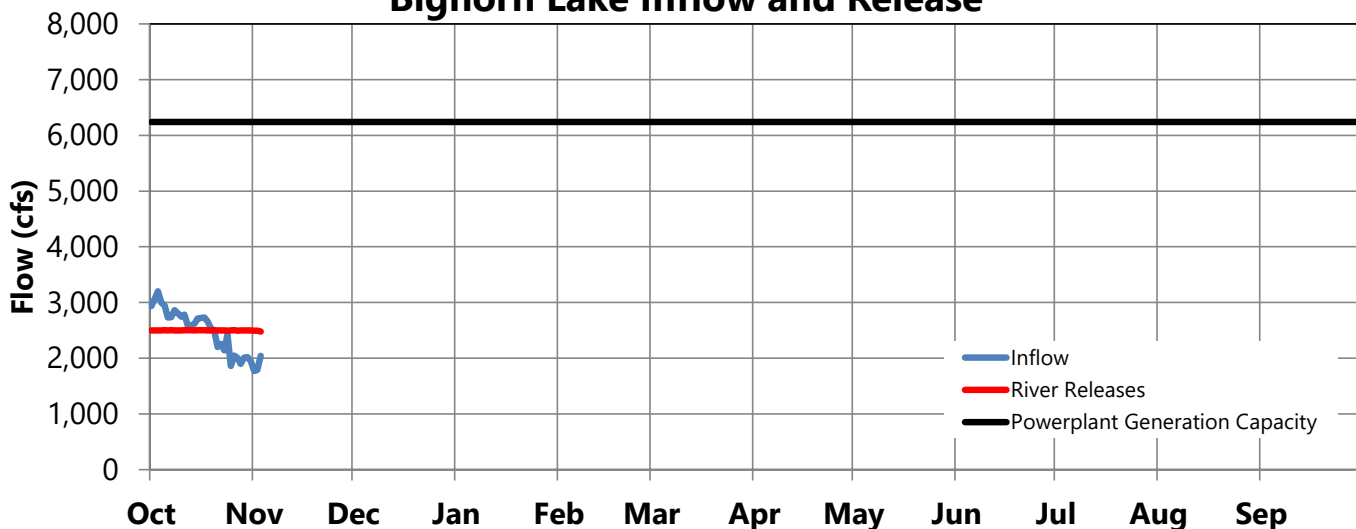 Bighorn Lake Inflow and Release
8,000
7,000
6,000
5,000
4,000
3,000
2,000
1,000
0
Flow (cfs)
Inflow
River Releases
Powerplant Generation Capacity
Oct Nov Dec Jan Feb Mar Apr May Jun Jul Aug Sep